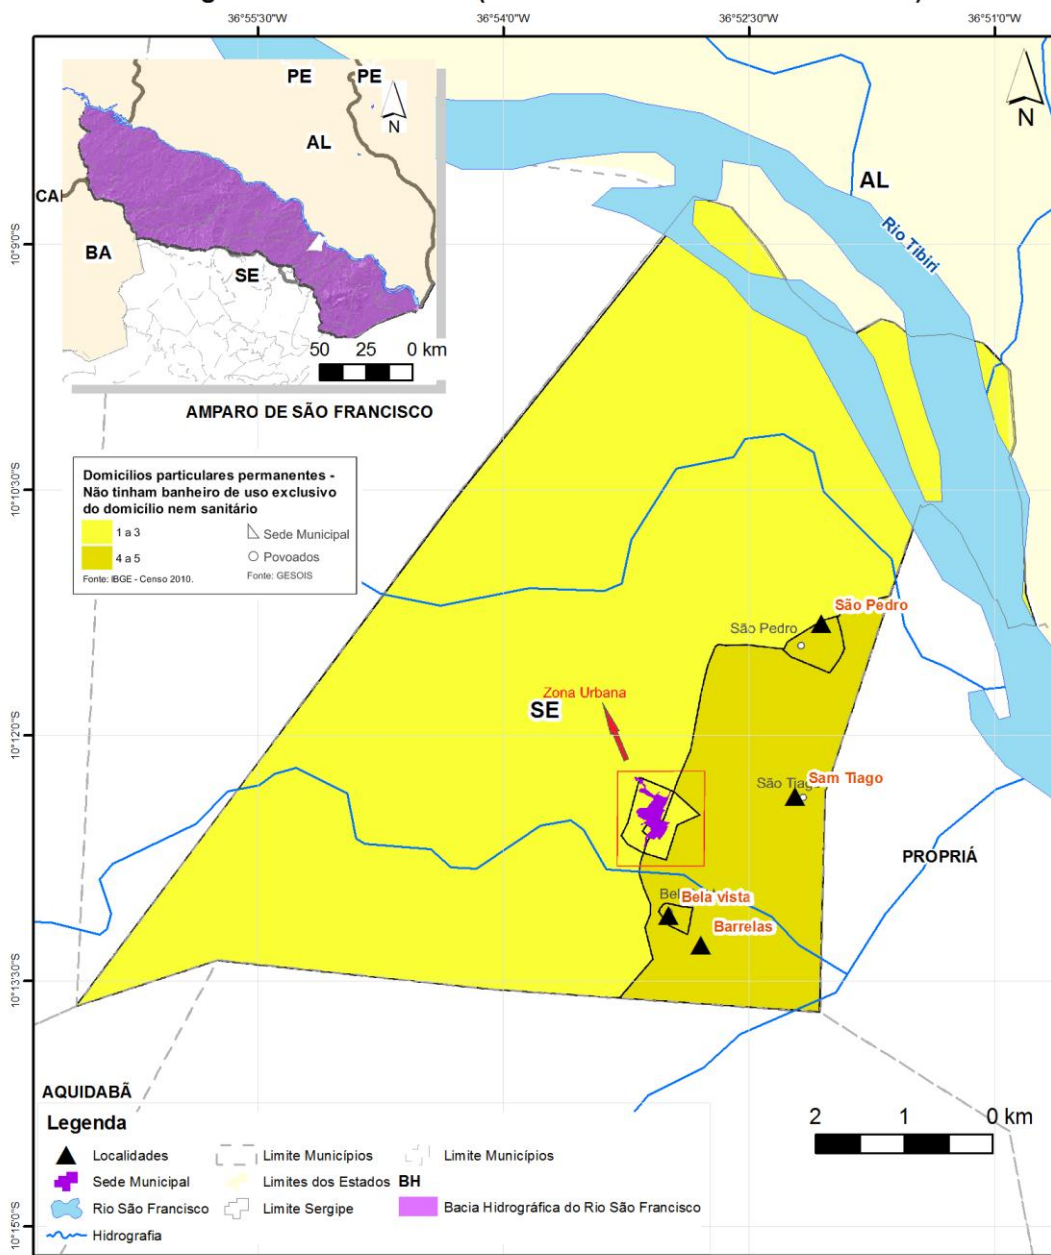 36°55'30"W
36°54'0"W
36°52'30"W
36°51'0"W
PE
PE
N
AL
CAI
BA
SE
50 25 0 km
AMPARO DE SÃO FRANCISCO
N
AL
Rio Tibiri
10°9'0"S
10°10'30"S
10°12'0"S
10°13'30"S
10°15'0"S
Domicílios particulares permanentes -
Não tinham banheiro de uso exclusivo
do domicílio nem sanitário
1 a 3
4 a 5
Sede Municipal
Povoados
Fonte: IBGE - Censo 2010.
Fonte: GESOIS
São Pedro
São Pedro
Zona Urbana
SE
São Tiago
Sam Tiago
PROPRIÁ
Bela vista
Barrelas
AQUIDABÃ
Legenda
Localidades
Limite Municípios
Limite Municípios
Sede Municipal
Limites dos Estados
BH
Rio São Francisco
Limite Sergipe
Bacia Hidrográfica do Rio São Francisco
Hidrografia
2 1 0 km